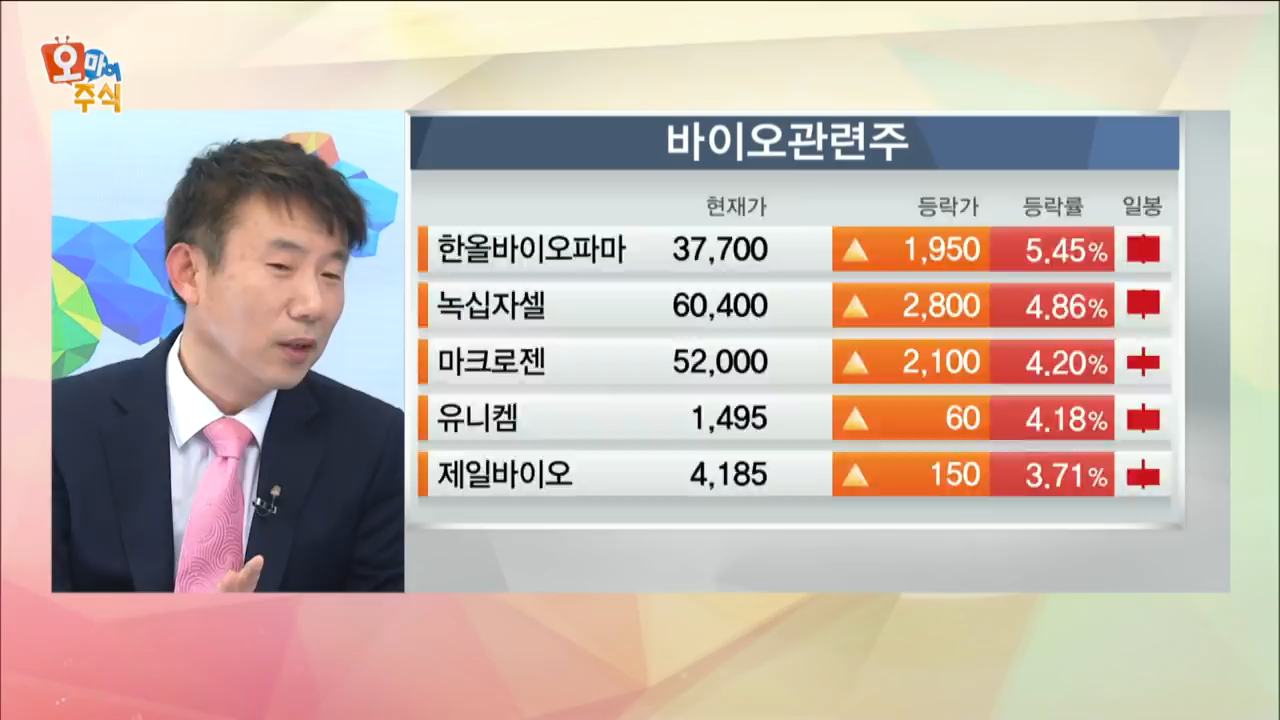 오마이
주식
바이오관련주
현재가 등락가 등락률 일봉
한올바이오파마 37,700 ▲ 1,950 5.45%
녹십자셀 60,400 ▲ 2,800 4.86%
마크로젠 52,000 ▲ 2,100 4.20%
유니켐 1,495 ▲ 60 4.18%
제일바이오 4,185 ▲ 150 3.71%